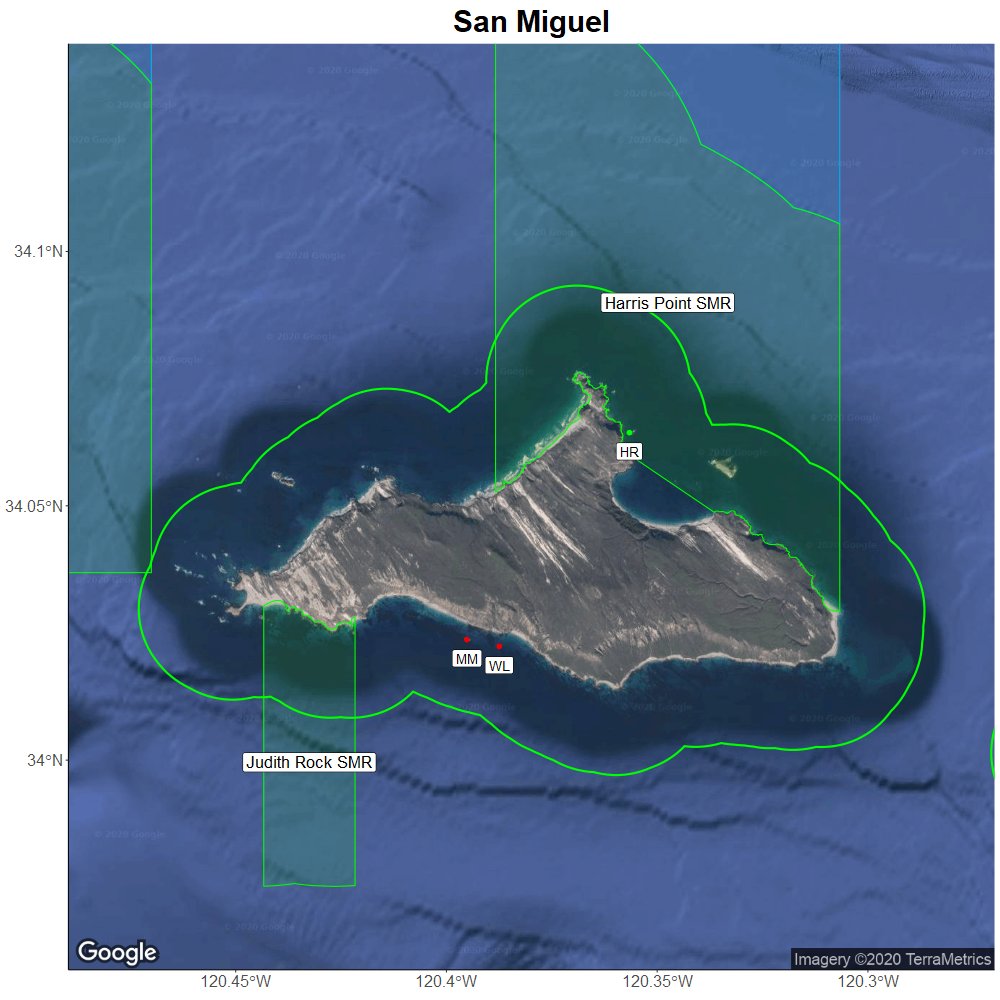 San Miguel
34.1°N
34.05°N
34°N
Harris Point SMR
HR
MM
WL
Judith Rock SMR
Google
Imagery ©2020 TerraMetrics
120.45°W
120.4°W
120.35°W
120.3°W